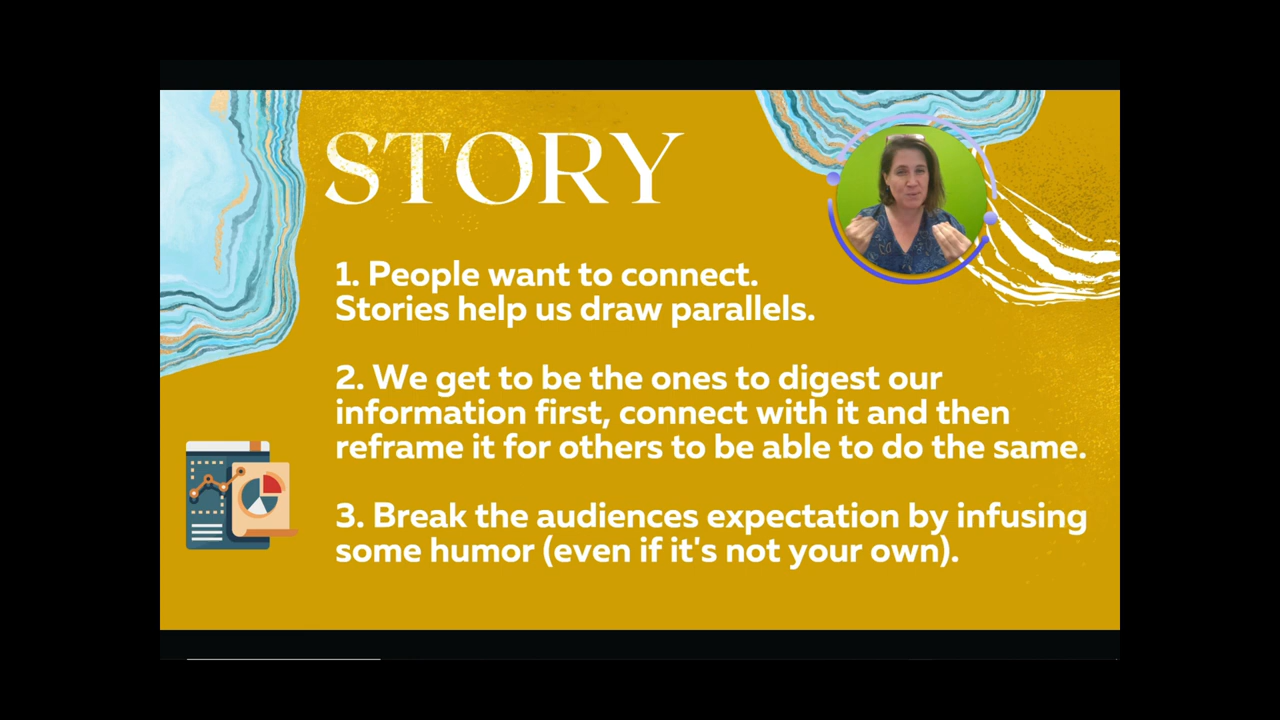 STORY
1. People want to connect.
Stories help us draw parallels.
2. We get to be the ones to digest our
information first, connect with it and then
reframe it for others to be able to do the same.
3. Break the audiences expectation by infusing
some humor (even if it's not your own).